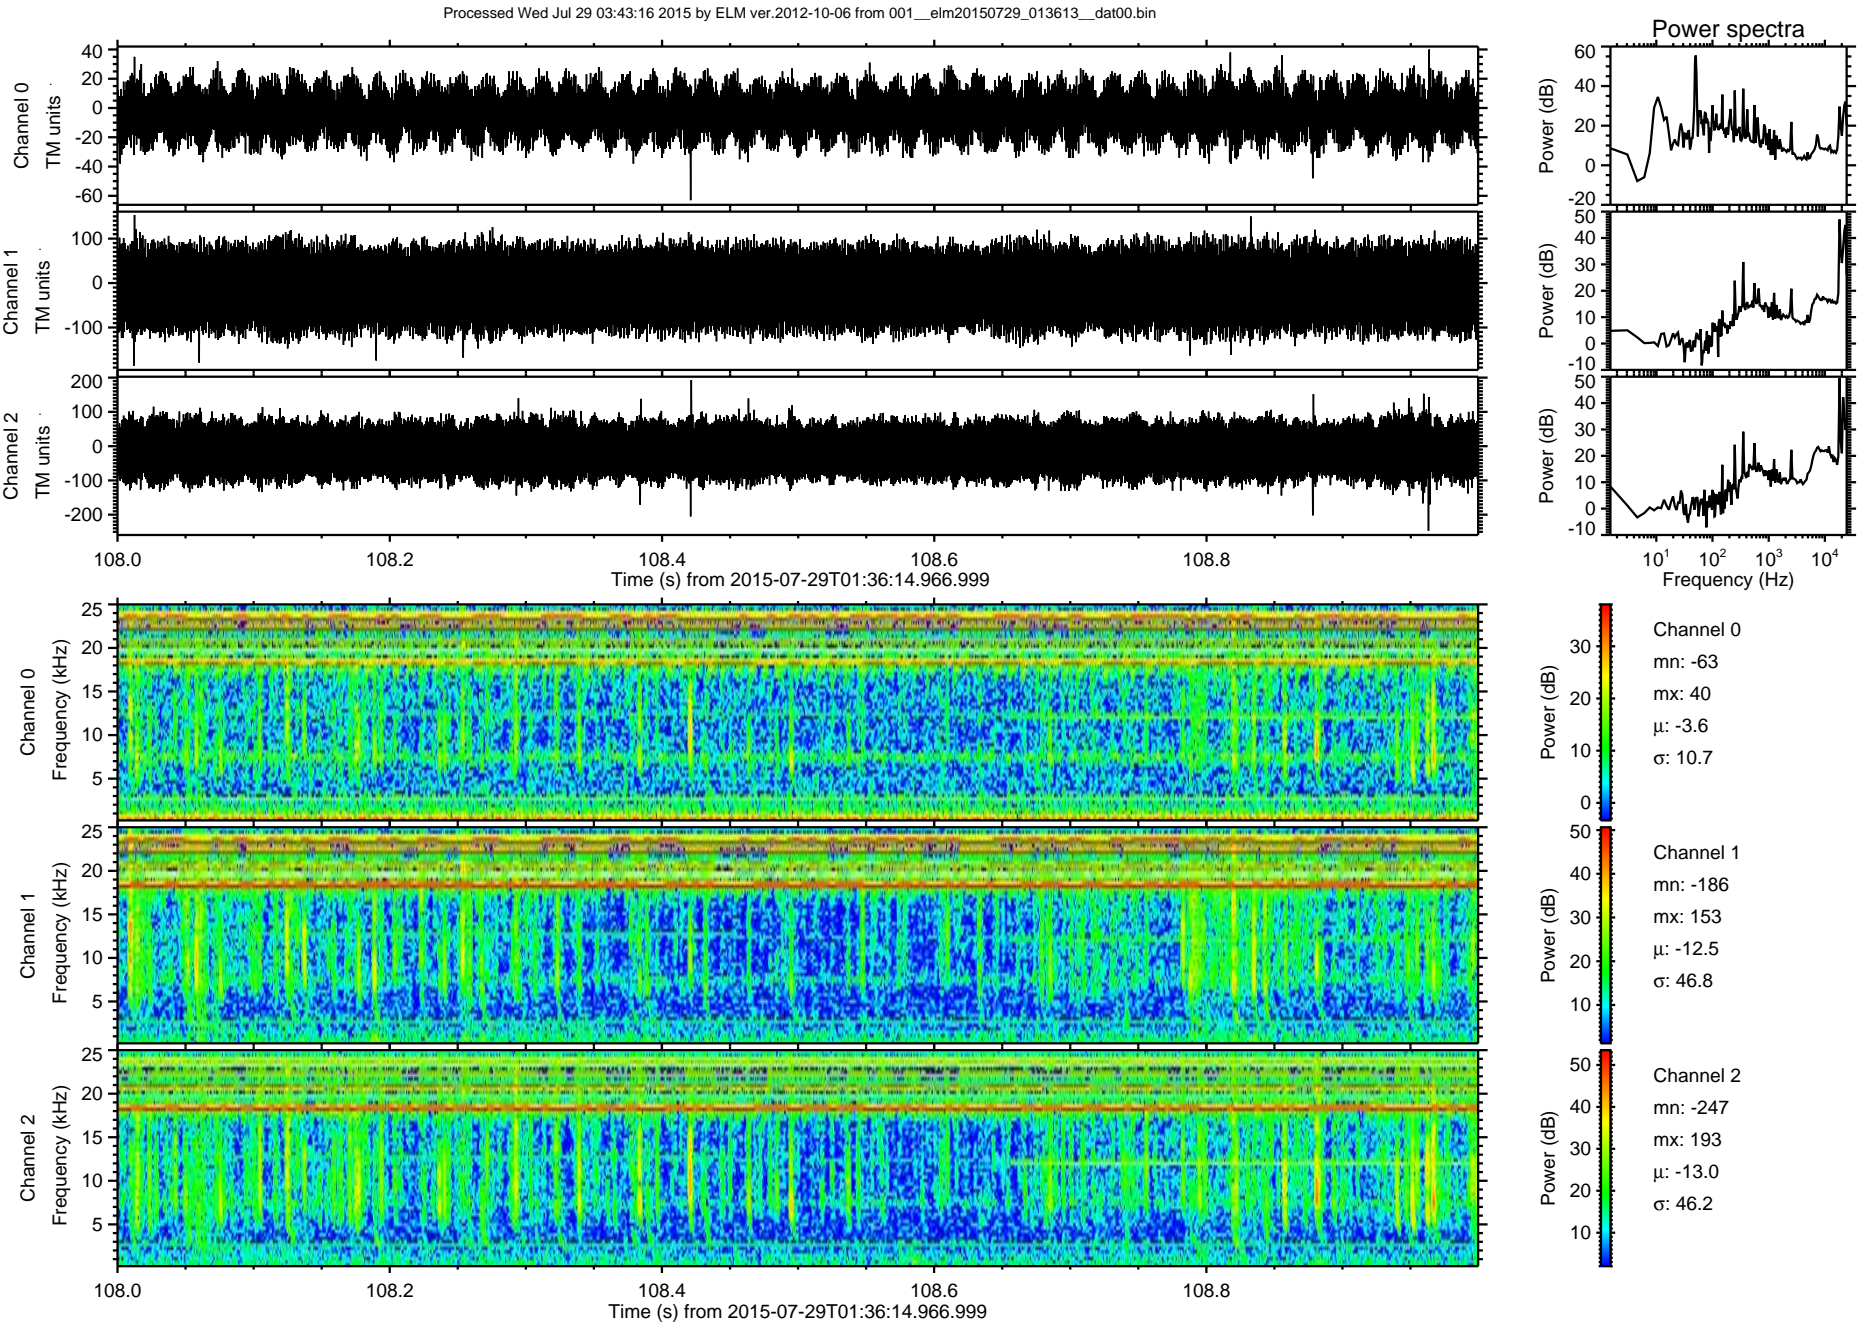 Processed Wed Jul 29 03:43:16 2015 by ELM ver.2012-10-06 from 001__elm20150729_013613__dat00.bin
Power spectra
Channel 0
TM units
40
20
0
-20
-40
-60
Power (dB)
60
40
20
0
-20
Channel 1
TM units
100
0
-100
Power (dB)
50
40
30
20
10
0
-10
Channel 2
TM units
200
100
0
-100
-200
Power (dB)
50
40
30
20
10
0
-10
108.0 108.2 108.4 108.6 108.8
Time (s) from 2015-07-29T01:36:14.966.999
10¹ 10² 10³ 10⁴
Frequency (Hz)
Channel 0
Frequency (kHz)
25
20
15
10
5
Power (dB)
30
20
10
0
Channel 0
mn: -63
mx: 40
μ: -3.6
σ: 10.7
Channel 1
Frequency (kHz)
25
20
15
10
5
Power (dB)
50
40
30
20
10
Channel 1
mn: -186
mx: 153
μ: -12.5
σ: 46.8
Channel 2
Frequency (kHz)
25
20
15
10
5
Power (dB)
50
40
30
20
10
Channel 2
mn: -247
mx: 193
μ: -13.0
σ: 46.2
108.0 108.2 108.4 108.6 108.8
Time (s) from 2015-07-29T01:36:14.966.999